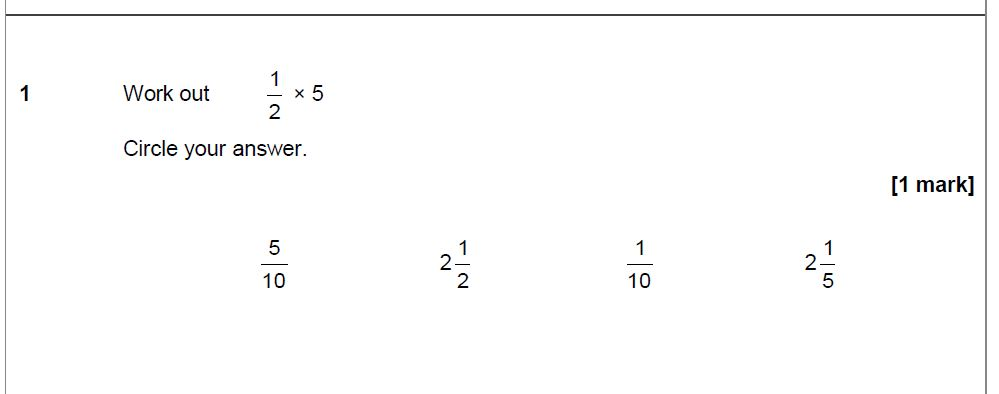 1 Work out 1/2 × 5
Circle your answer.
[1 mark]
5/10 2 1/2 1/10 2 1/5